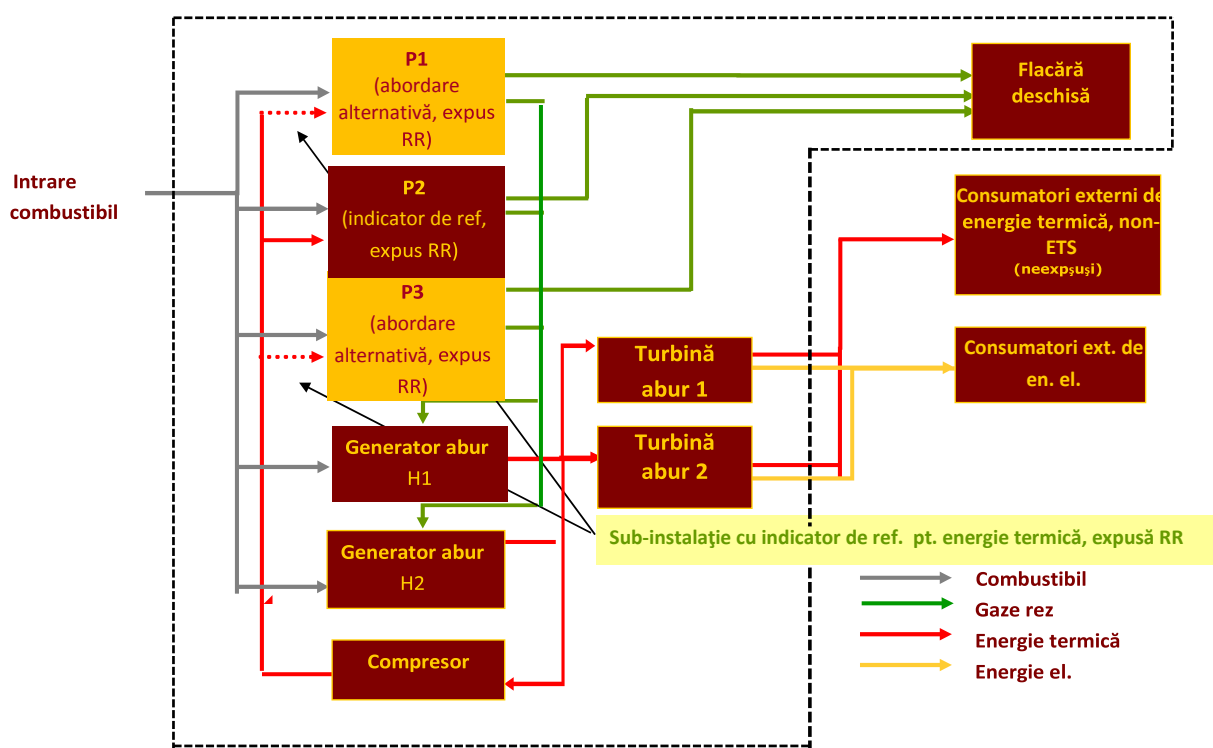 Intrare
combustibil
P1
(abordare
alternativă, expus
RR)
P2
(indicator de ref,
expus RR)
P3
(abordare
alternativă, expus
RR)
Generator abur
H1
Generator abur
H2
Compresor
Turbină
abur 1
Turbină
abur 2
Flacără
deschisă
Consumatori externi de
energie termică, non-
ETS
(neexpşuşi)
Consumatori ext. de
en. el.
Sub-instalaţie cu indicator de ref. pt. energie termică, expusă RR
Combustibil
Gaze rez
Energie termică
Energie el.